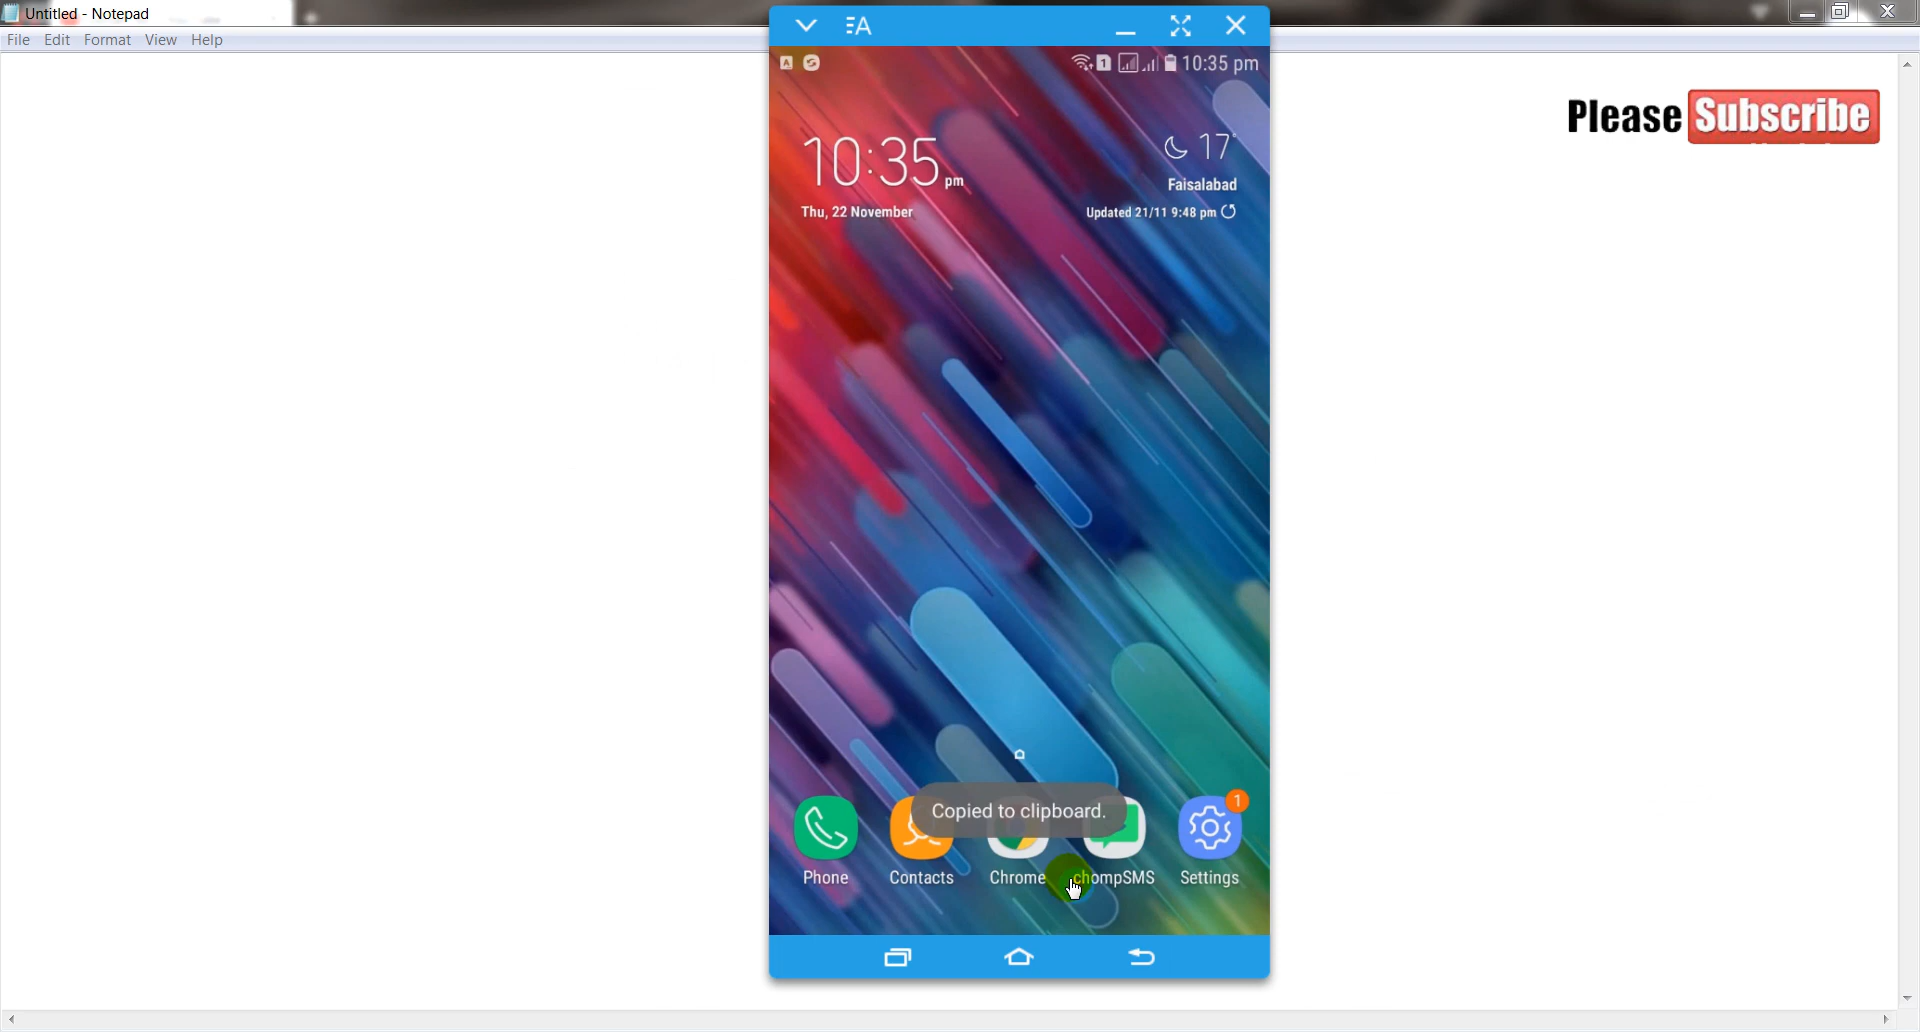 Untitled - Notepad
File Edit Format View Help
A
1 10:35 pm
Please Subscribe
10:35 pm
17°
Faisalabad
Thu, 22 November
Updated 21/11 9:48 pm
Copied to clipboard.
1
Phone
Contacts
Chrome
chompSMS
Settings